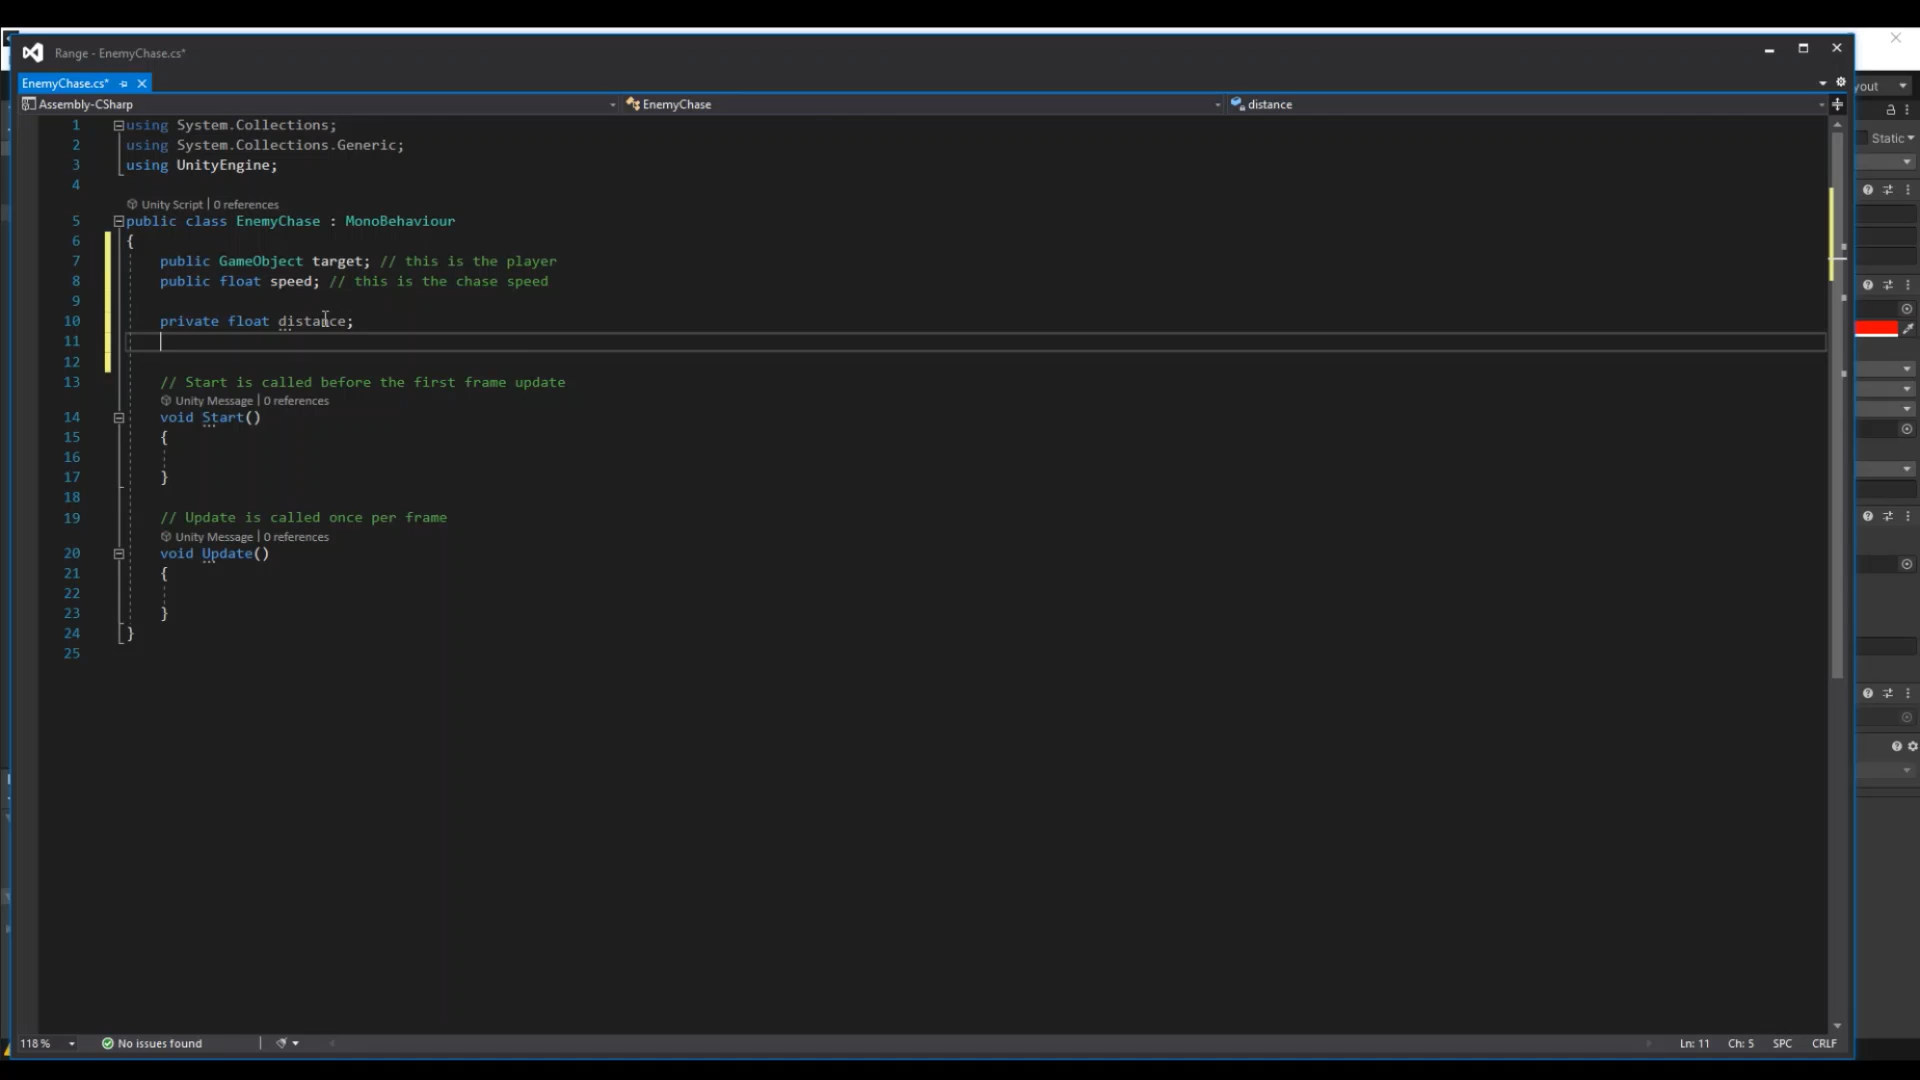 Range - EnemyChase.cs*
EnemyChase.cs*
Assembly-CSharp EnemyChase distance
yout
Static
1 using System.Collections;
2 using System.Collections.Generic;
3 using UnityEngine;
4
Unity Script | 0 references
5 public class EnemyChase : MonoBehaviour
6 {
7 public GameObject target; // this is the player
8 public float speed; // this is the chase speed
9
10 private float distance;
11
12
13 // Start is called before the first frame update
Unity Message | 0 references
14 void Start()
15 {
16
17 }
18
19 // Update is called once per frame
Unity Message | 0 references
20 void Update()
21 {
22
23 }
24 }
25
118 % No issues found Ln: 11 Ch: 5 SPC CRLF